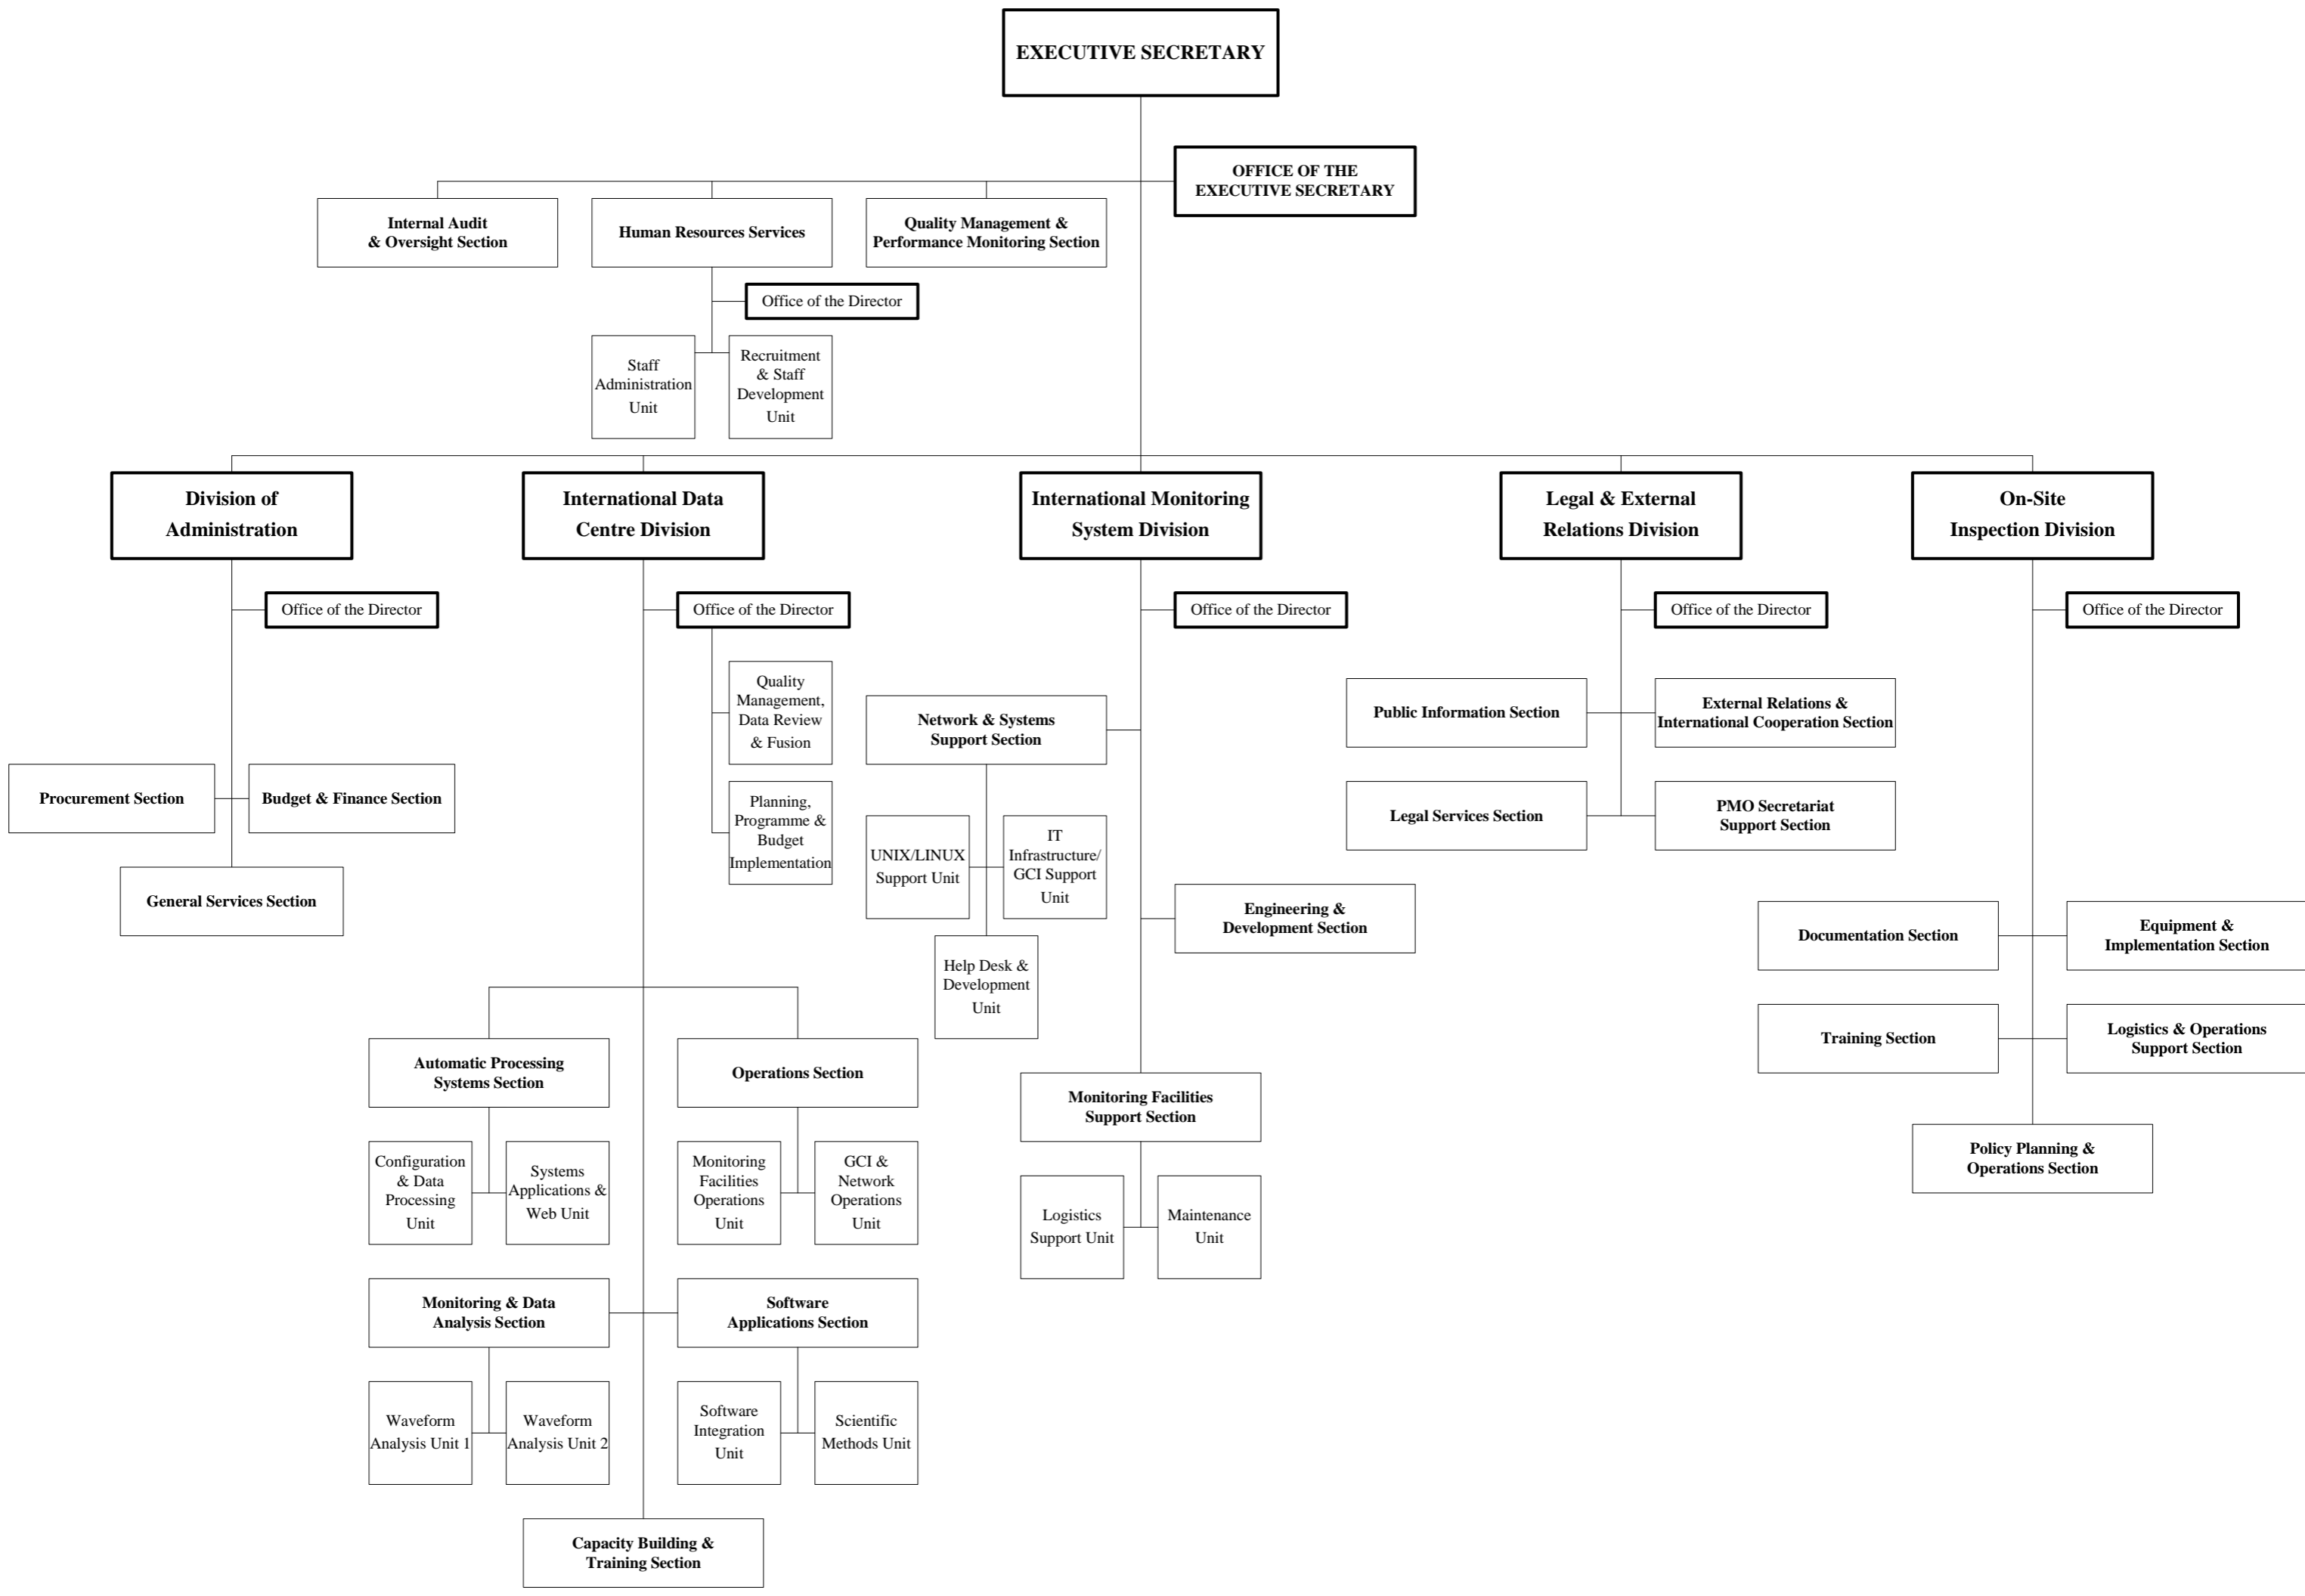 EXECUTIVE SECRETARY
OFFICE OF THE
EXECUTIVE SECRETARY
Internal Audit
& Oversight Section
Human Resources Services
Quality Management &
Performance Monitoring Section
Office of the Director
Staff
Administration
Unit
Recruitment
& Staff
Development
Unit
Division of
Administration
International Data
Centre Division
International Monitoring
System Division
Legal & External
Relations Division
On-Site
Inspection Division
Office of the Director
Office of the Director
Office of the Director
Office of the Director
Office of the Director
Procurement Section
Budget & Finance Section
General Services Section
Quality
Management,
Data Review
& Fusion
Planning,
Programme &
Budget
Implementation
Automatic Processing
Systems Section
Operations Section
Configuration
& Data
Processing
Unit
Systems
Applications &
Web Unit
Monitoring
Facilities
Operations
Unit
GCI &
Network
Operations
Unit
Monitoring & Data
Analysis Section
Software
Applications Section
Waveform
Analysis Unit 1
Waveform
Analysis Unit 2
Software
Integration
Unit
Scientific
Methods Unit
Capacity Building &
Training Section
Network & Systems
Support Section
UNIX/LINUX
Support Unit
IT
Infrastructure/
GCI Support
Unit
Help Desk &
Development
Unit
Engineering &
Development Section
Monitoring Facilities
Support Section
Logistics
Support Unit
Maintenance
Unit
Public Information Section
External Relations &
International Cooperation Section
Legal Services Section
PMO Secretariat
Support Section
Documentation Section
Equipment &
Implementation Section
Training Section
Logistics & Operations
Support Section
Policy Planning &
Operations Section